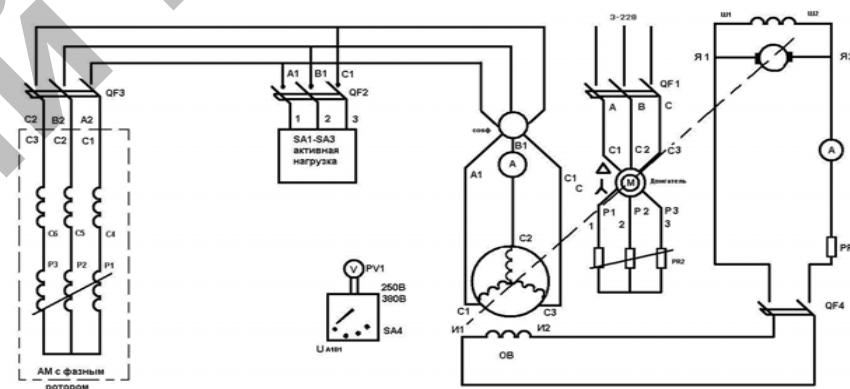 Ш1
Ш2
3~220
Я1
QF1
A1
B1
C1
QF3
QF2
A
B
C
C2
B2
A2
1
2
3
C3
C2
C1
cosφ
B1
C1
C2
C3
A
SA1-SA3
активная
нагрузка
A
M
Двигатель
A1
C1
C
P1
P2
P3
1
2
3
C6
C5
C4
C2
P3
P2
P1
PR2
PV1
V
250В
380В
QF4
C1
C3
SA4
И1
И2
ОВ
АМ с фазным
ротором